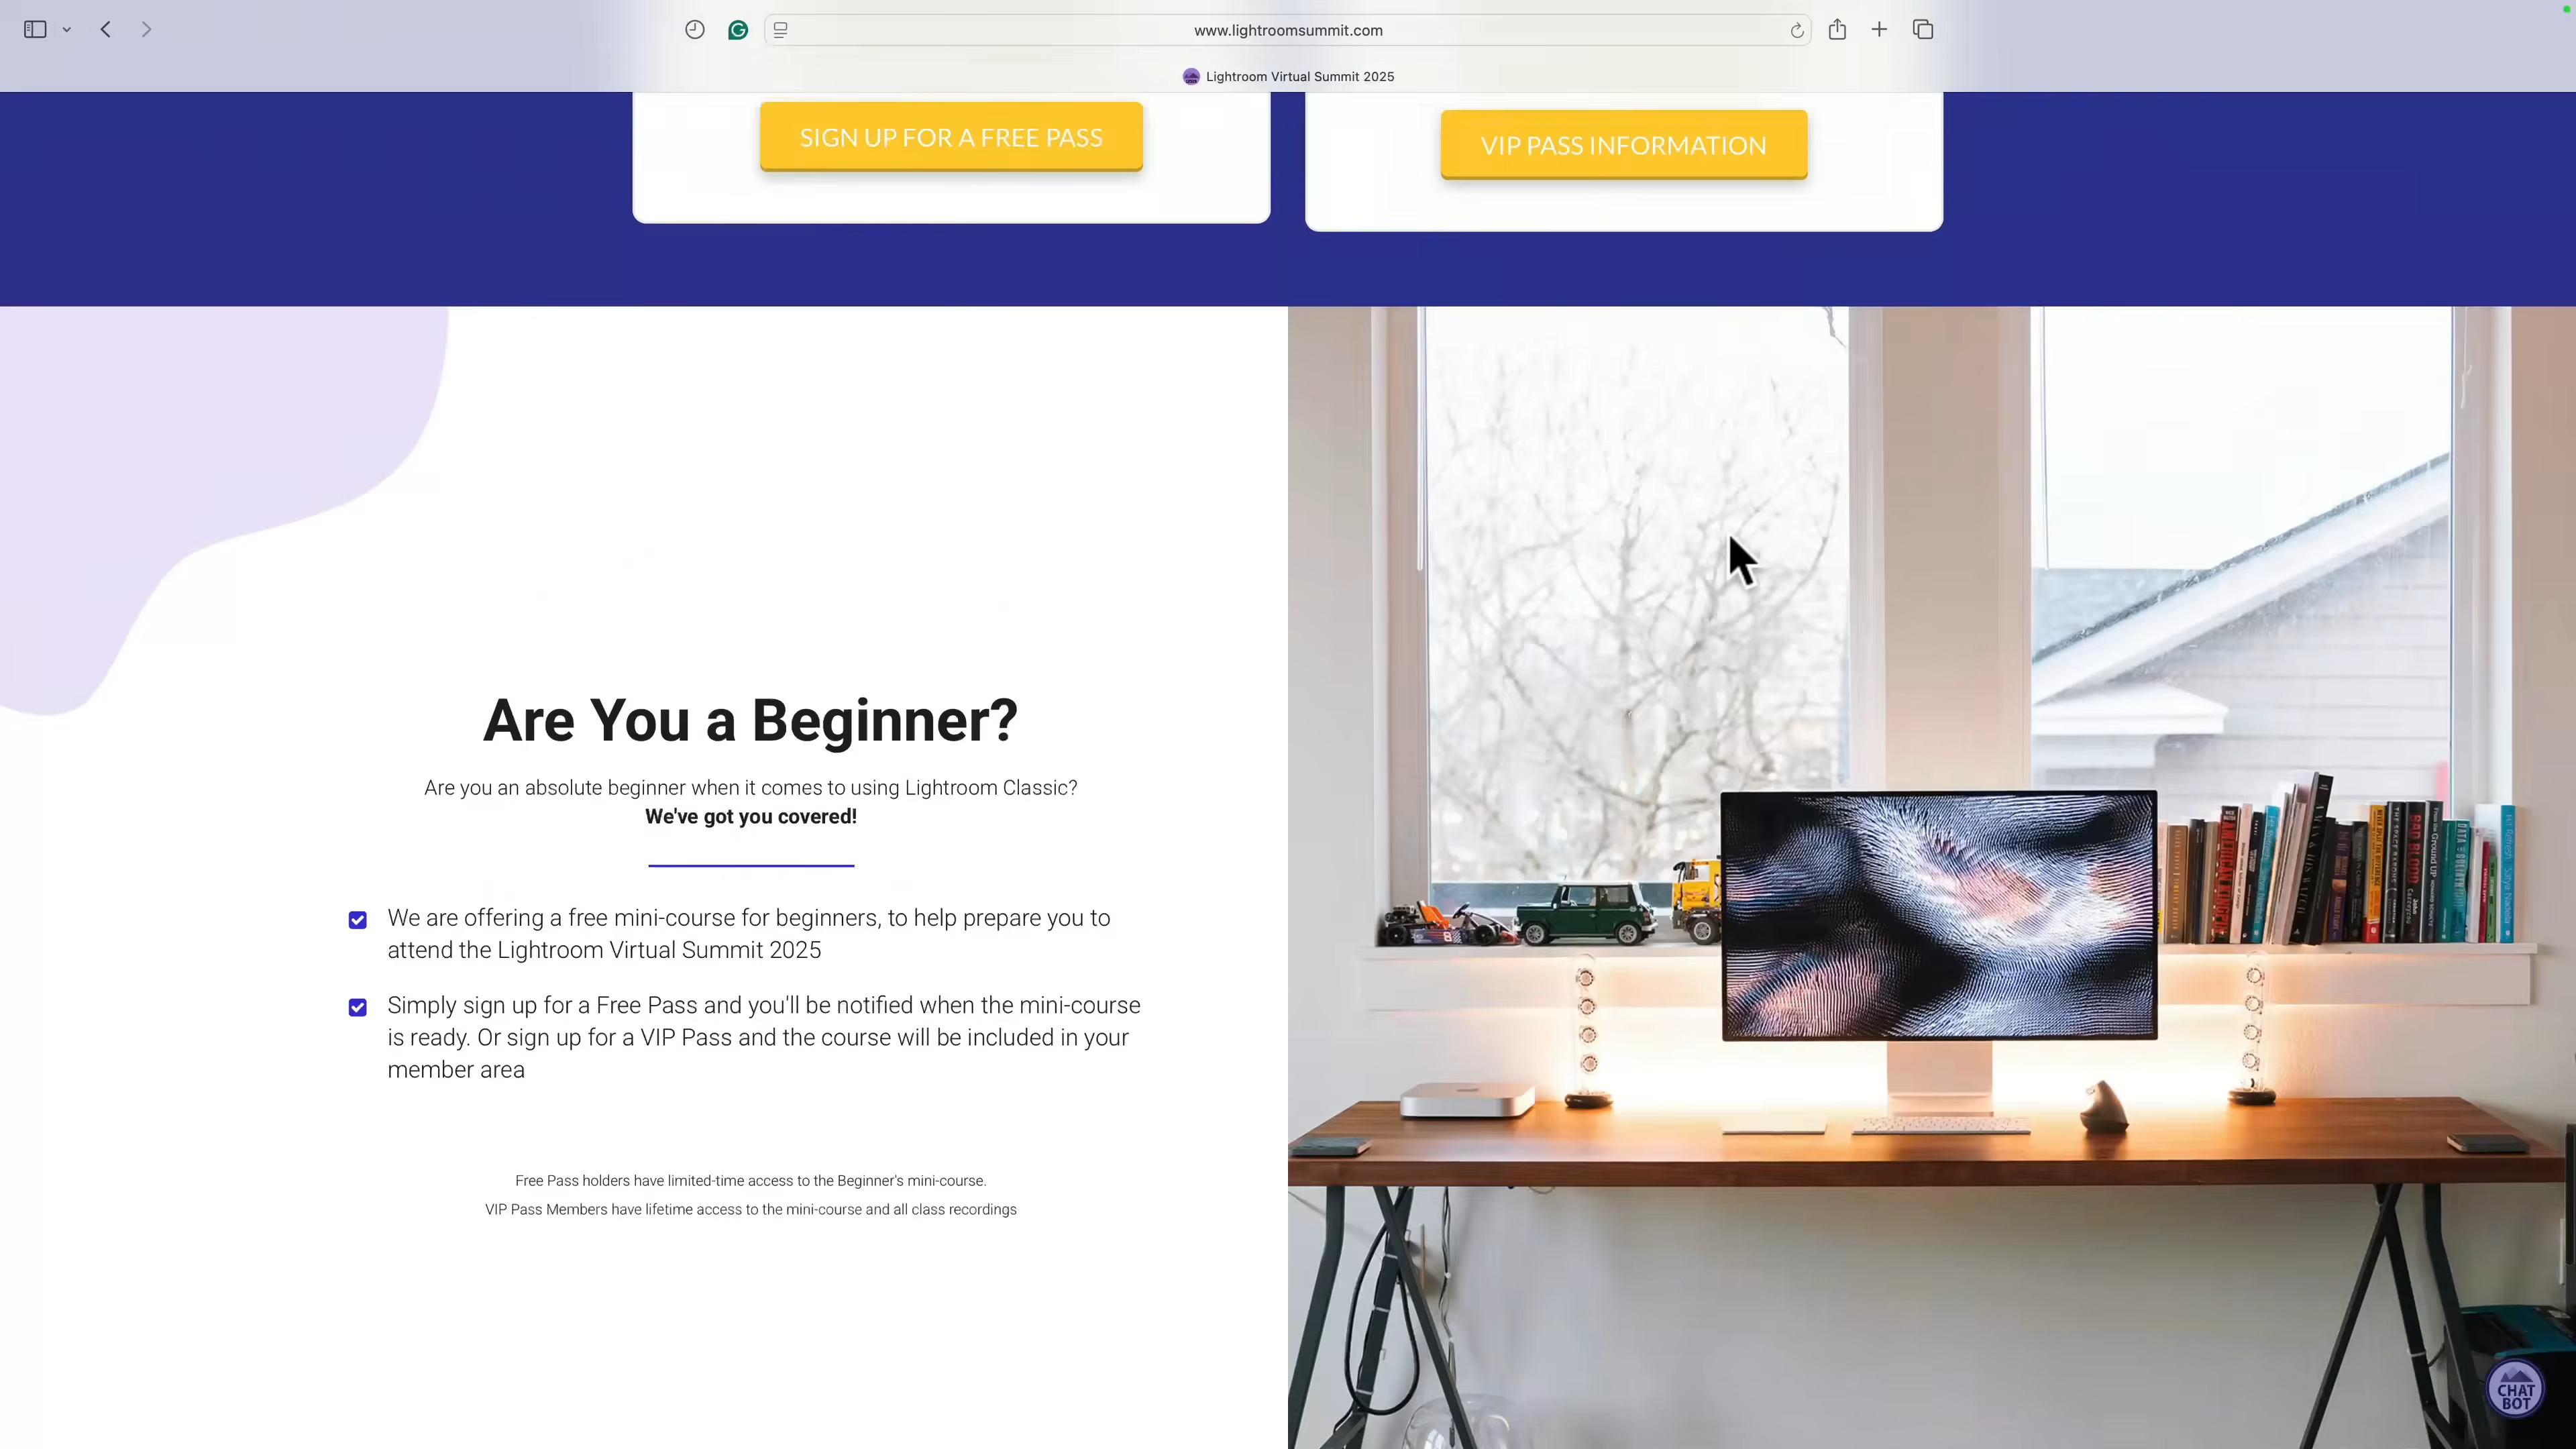 www.lightroomsummit.com
Lightroom Virtual Summit 2025
SIGN UP FOR A FREE PASS
VIP PASS INFORMATION
Are You a Beginner?
Are you an absolute beginner when it comes to using Lightroom Classic?
We've got you covered!
We are offering a free mini-course for beginners, to help prepare you to
attend the Lightroom Virtual Summit 2025
Simply sign up for a Free Pass and you'll be notified when the mini-course
is ready. Or sign up for a VIP Pass and the course will be included in your
member area
Free Pass holders have limited-time access to the Beginner's mini-course.
VIP Pass Members have lifetime access to the mini-course and all class recordings
BAD BLOOD
8
CHAT
BOT